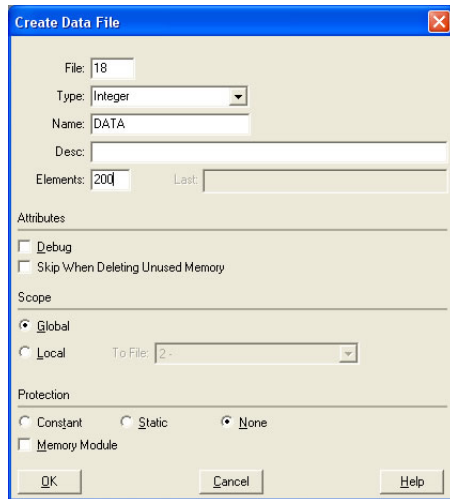 Create Data File
File: 18
Type: Integer
Name: DATA
Desc:
Elements: 200 Last:
Attributes
Debug
Skip When Deleting Unused Memory
Scope
Global
Local To File: 2 -
Protection
Constant Static None
Memory Module
OK Cancel Help